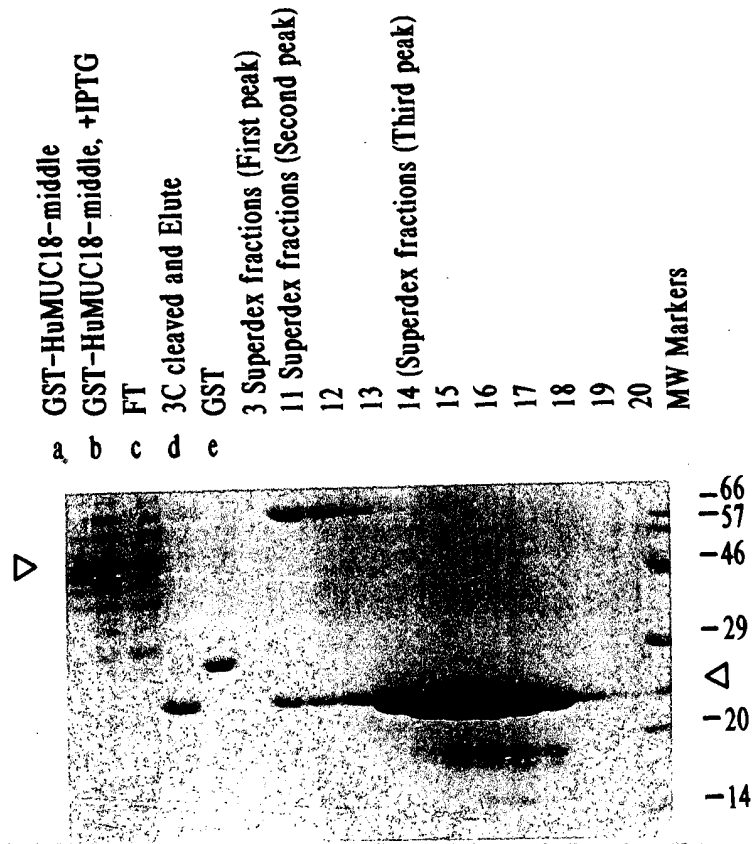 GST-HuMUC18-middle
GST-HuMUC18-middle, +IPTG
FT
3C cleaved and Elute
GST
3 Superdex fractions (First peak)
11 Superdex fractions (Second peak)
12
13
14 (Superdex fractions (Third peak)
15
16
17
18
19
20
MW Markers
a
b
c
d
e
-66
-57
-46
-29
-20
-14